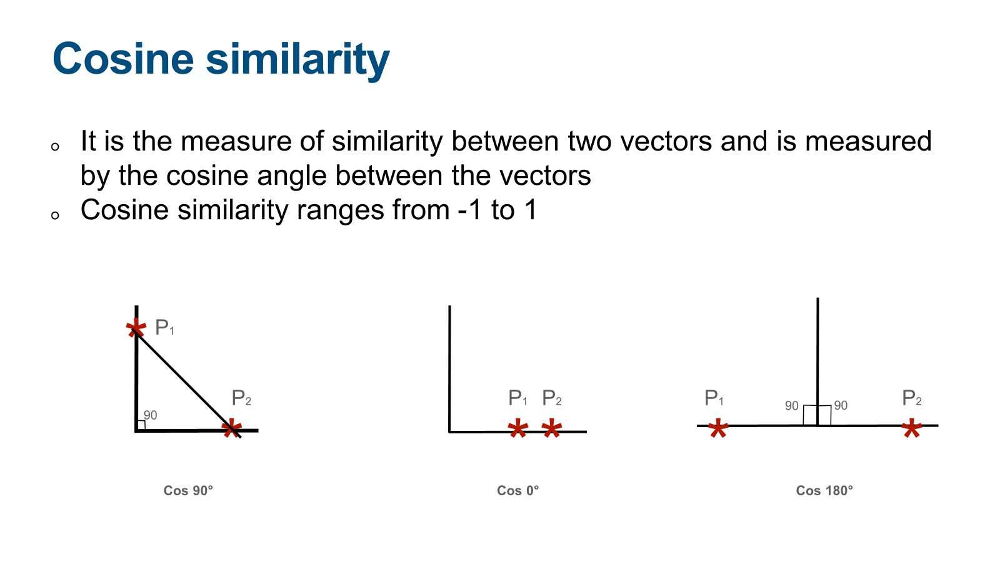 Cosine similarity
o It is the measure of similarity between two vectors and is measured
by the cosine angle between the vectors
o Cosine similarity ranges from -1 to 1
P1
P2
90
Cos 90°
P1 P2
Cos 0°
P1 90 90 P2
Cos 180°